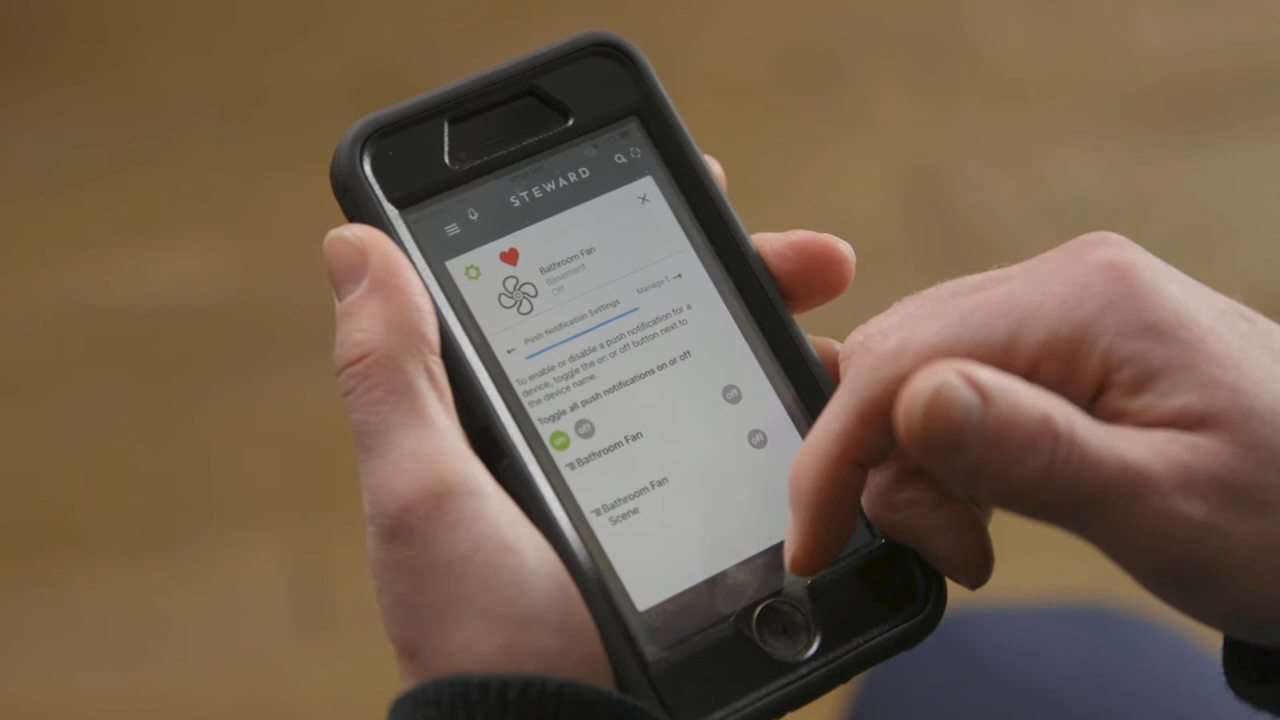 STEWARD
Bathroom Fan
Basement
Off
Push Notification Settings
Manage
To enable or disable a push notification for a
device, toggle the on or off button next to
the device name.
Toggle all push notifications on or off
on off
Bathroom Fan off
Bathroom Fan off
Scene